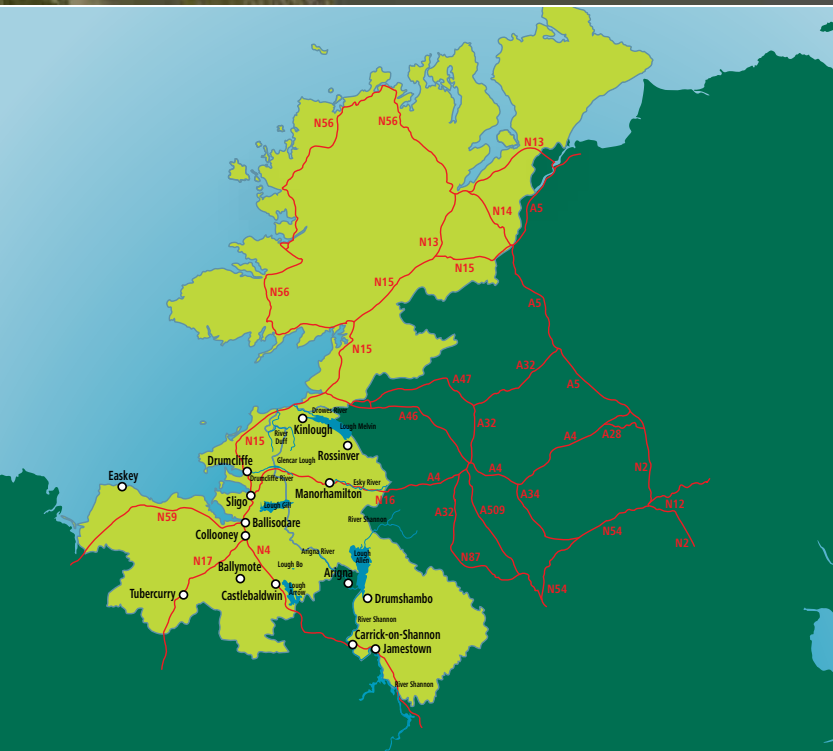 N56
N56
N13
N14
A5
N13
N15
N15
N56
A5
N15
A32
A47
A5
A46
Drowes River
Kinlough
Lough Melvin
A32
N15
River
Duff
A4
A28
Rossinver
Glencar Lough
Drumcliffe
A4
A4
N2
Easkey
Drumcliffe River
Esky River
Manorhamilton
Sligo
N16
A34
N12
Lough Gill
A32
A509
N59
River Shannon
Ballisodare
N54
Collooney
N2
N4
Arigna River
Lough
Allen
N17
N87
Ballymote
Lough Bo
Arigna
N54
Tubercurry
Castlebaldwin
Lough
Arrow
Drumshambo
River Shannon
Carrick-on-Shannon
Jamestown
River Shannon